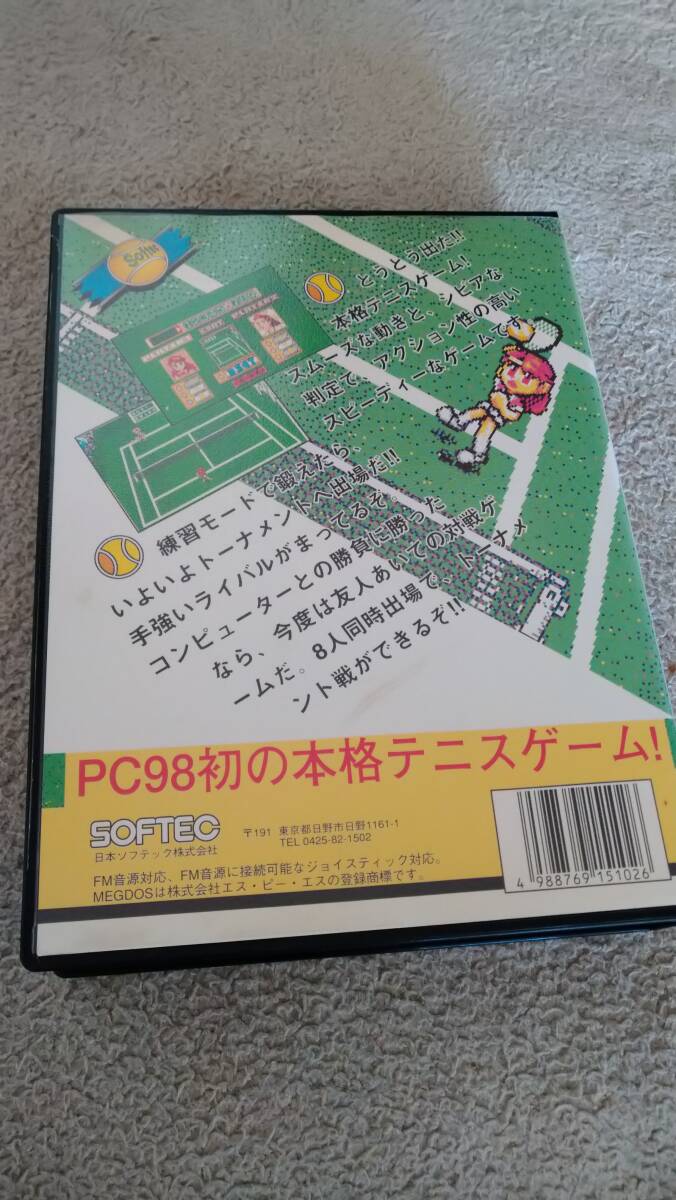 Softec
とうとう出た!!
本格テニスゲーム!
スムーズな動きと、シビアな
判定で、アクション性の高い
スピーディーなゲームです。
練習モードで鍛えたら、
いよいよトーナメントへ出場だ!!
手強いライバルがまってるぞ。
コンピューターとの勝負に勝った
なら、今度は友人あいての対戦ゲ
ームだ。8人同時出場で、トーナメ
ント戦ができるぞ!!
PC98初の本格テニスゲーム!
SOFTEC
日本ソフテック株式会社
〒191 東京都日野市日野1161-1
TEL 0425-82-1502
FM音源対応、FM音源に接続可能なジョイスティック対応。
MEGDOSは株式会社エス・ピー・エスの登録商標です。
4 988769 151026